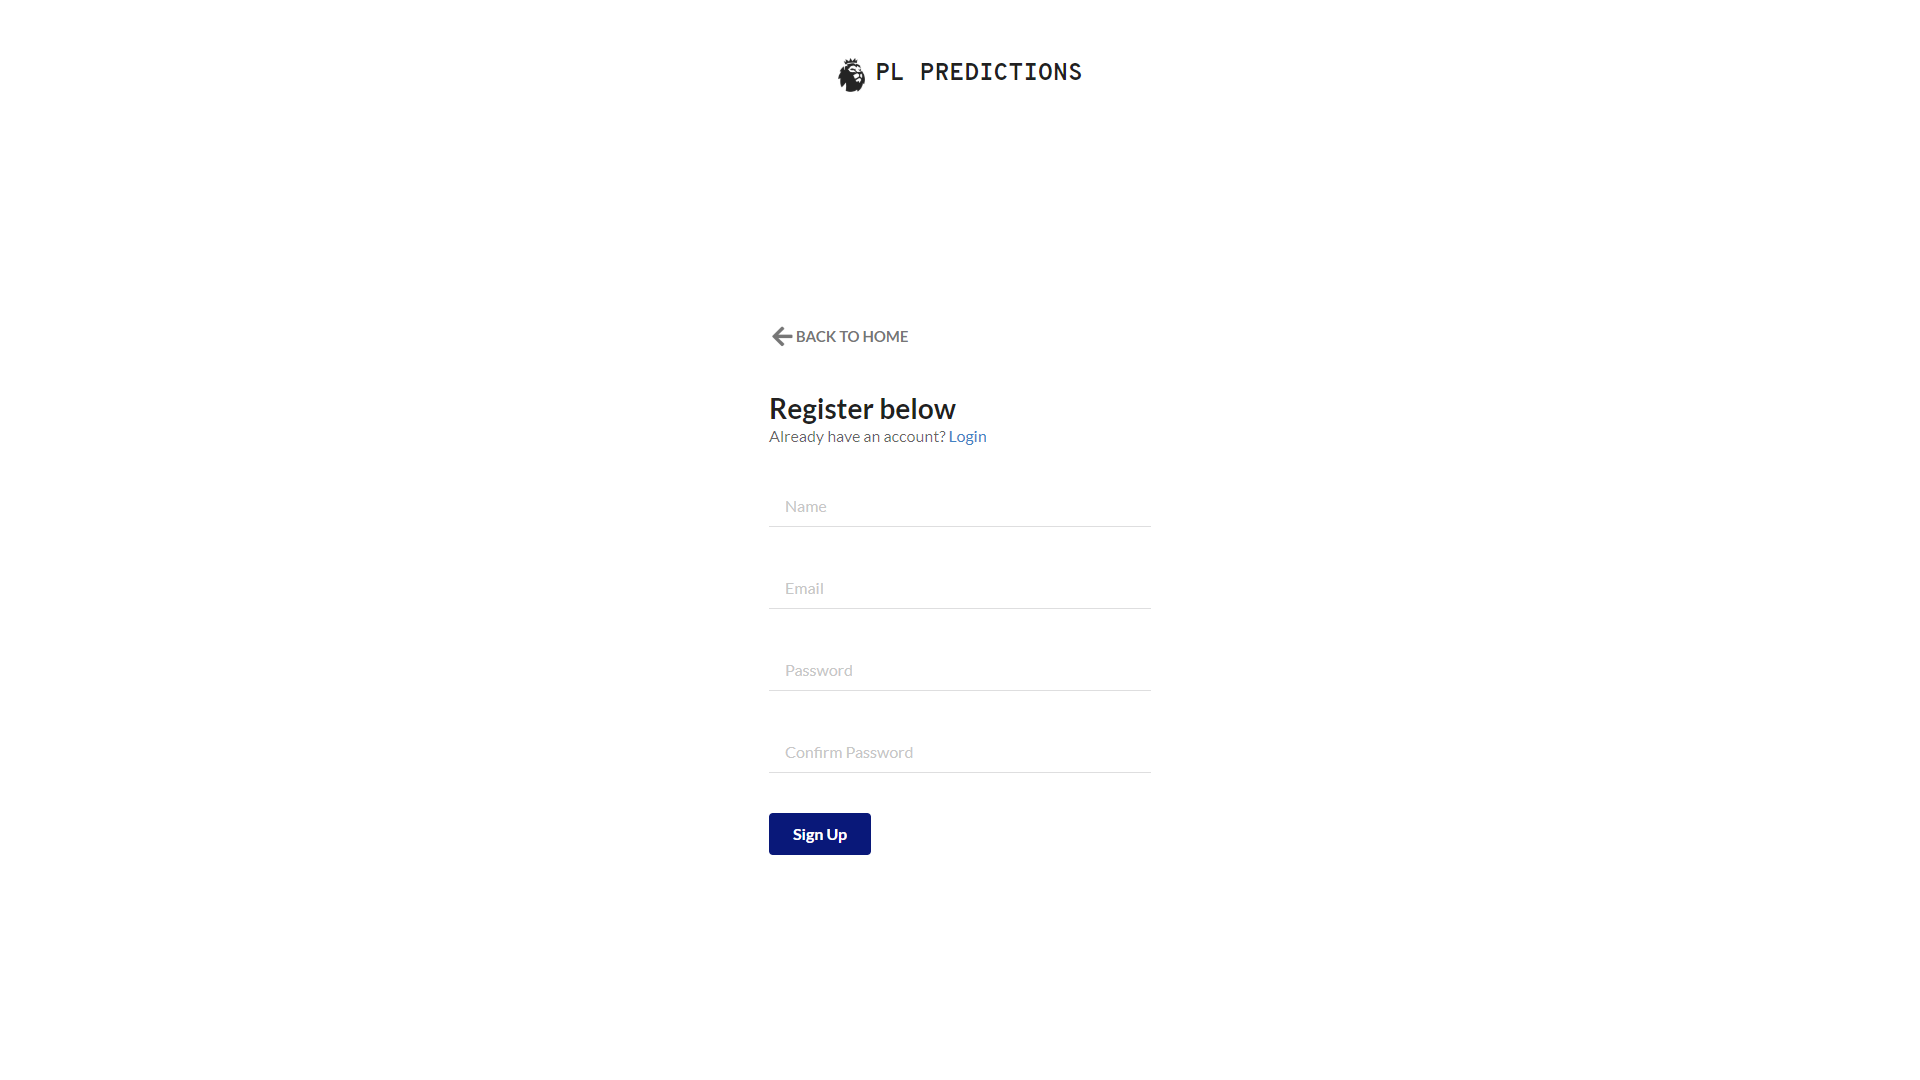 PL PREDICTIONS
BACK TO HOME
Register below
Already have an account? Login
Name
Email
Password
Confirm Password
Sign Up